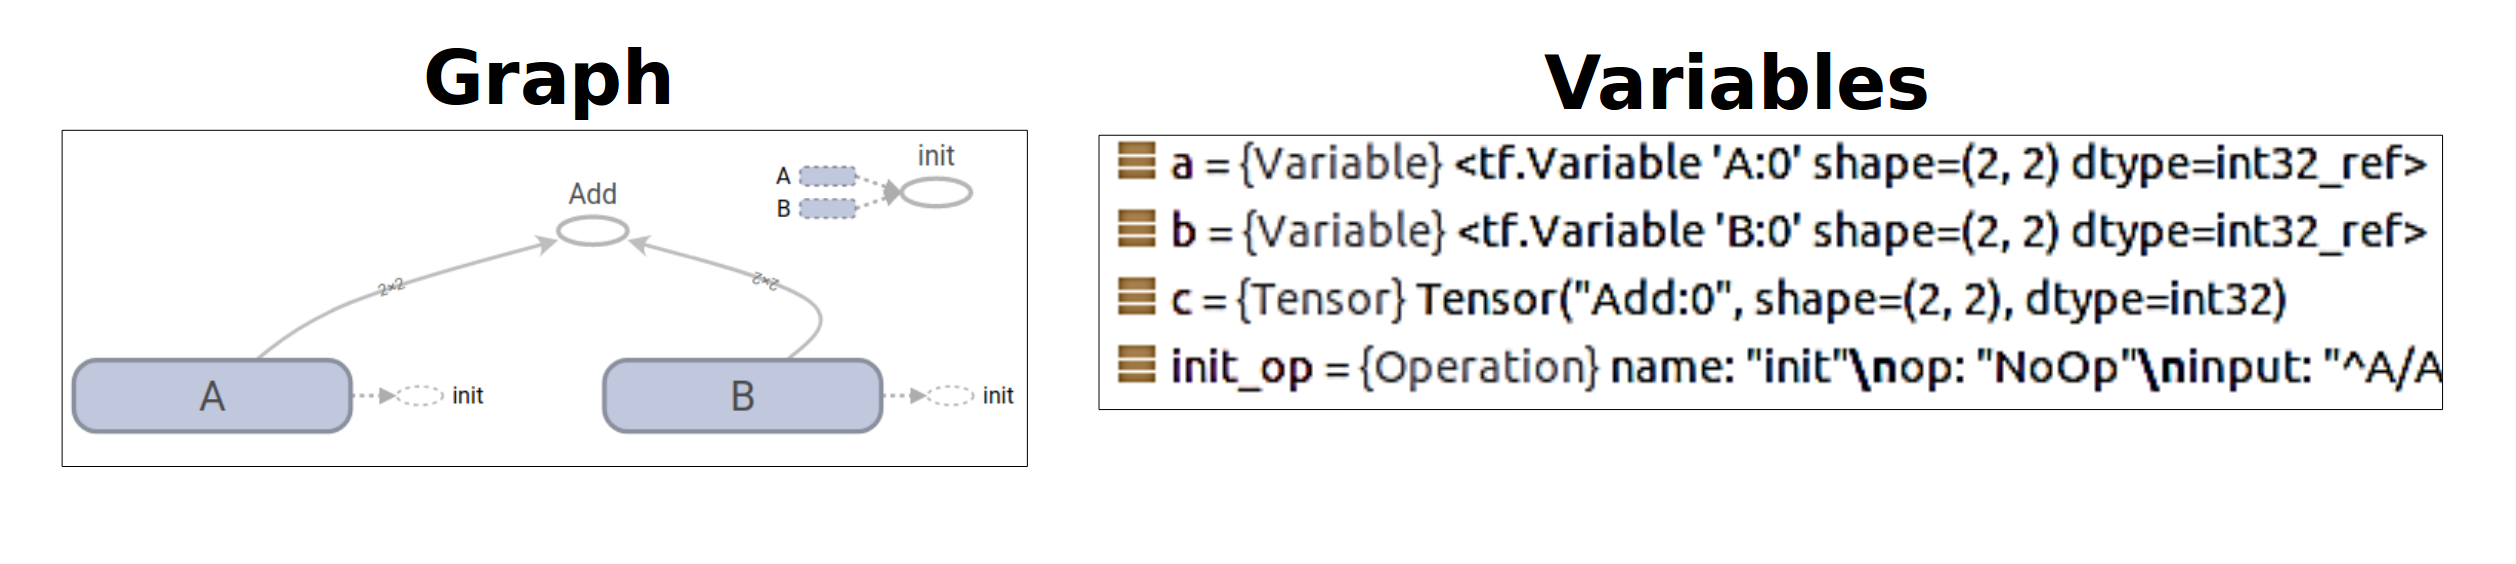 Graph
Variables
init
A
B
Add
2×2
2×2
A
init
B
init
a = {Variable} <tf.Variable 'A:0' shape=(2, 2) dtype=int32_ref>
b = {Variable} <tf.Variable 'B:0' shape=(2, 2) dtype=int32_ref>
c = {Tensor} Tensor("Add:0", shape=(2, 2), dtype=int32)
init_op = {Operation} name: "init"\nop: "NoOp"\ninput: "^A/A